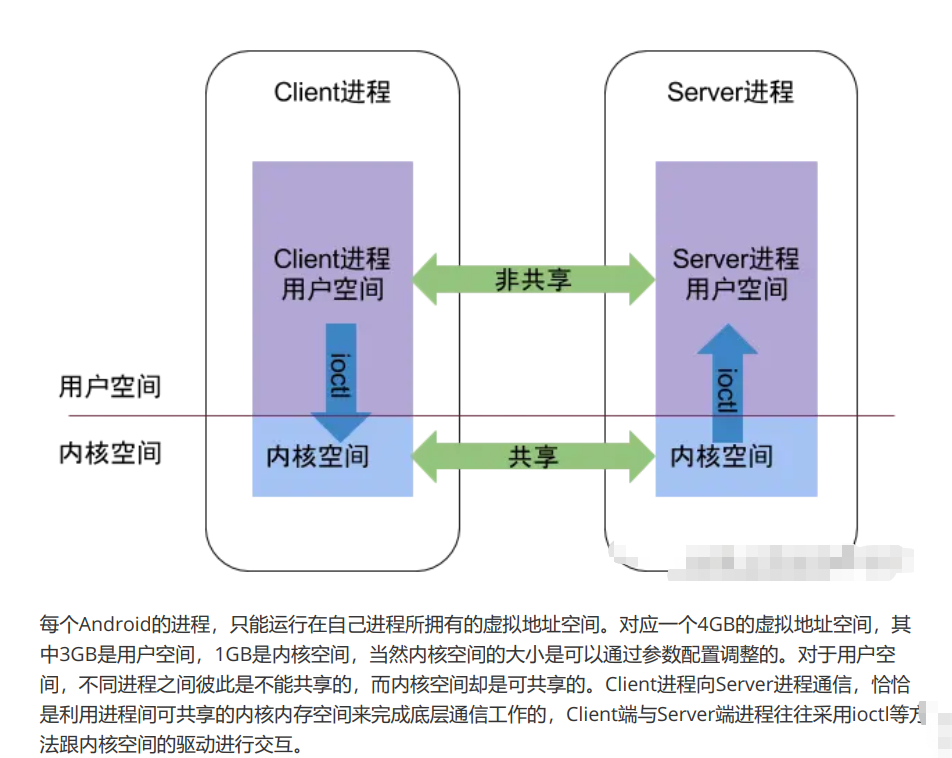 Client进程
Server进程
Client进程
用户空间
非共享
Server进程
用户空间
ioctl
ioctl
用户空间
内核空间
内核空间
共享
内核空间
每个Android的进程，只能运行在自己进程所拥有的虚拟地址空间。对应一个4GB的虚拟地址空间，其
中3GB是用户空间，1GB是内核空间，当然内核空间的大小是可以通过参数配置调整的。对于用户空
间，不同进程之间彼此是不能共享的，而内核空间却是可共享的。Client进程向Server进程通信，恰恰
是利用进程间可共享的内核内存空间来完成底层通信工作的，Client端与Server端进程往往采用ioctl等方
法跟内核空间的驱动进行交互。